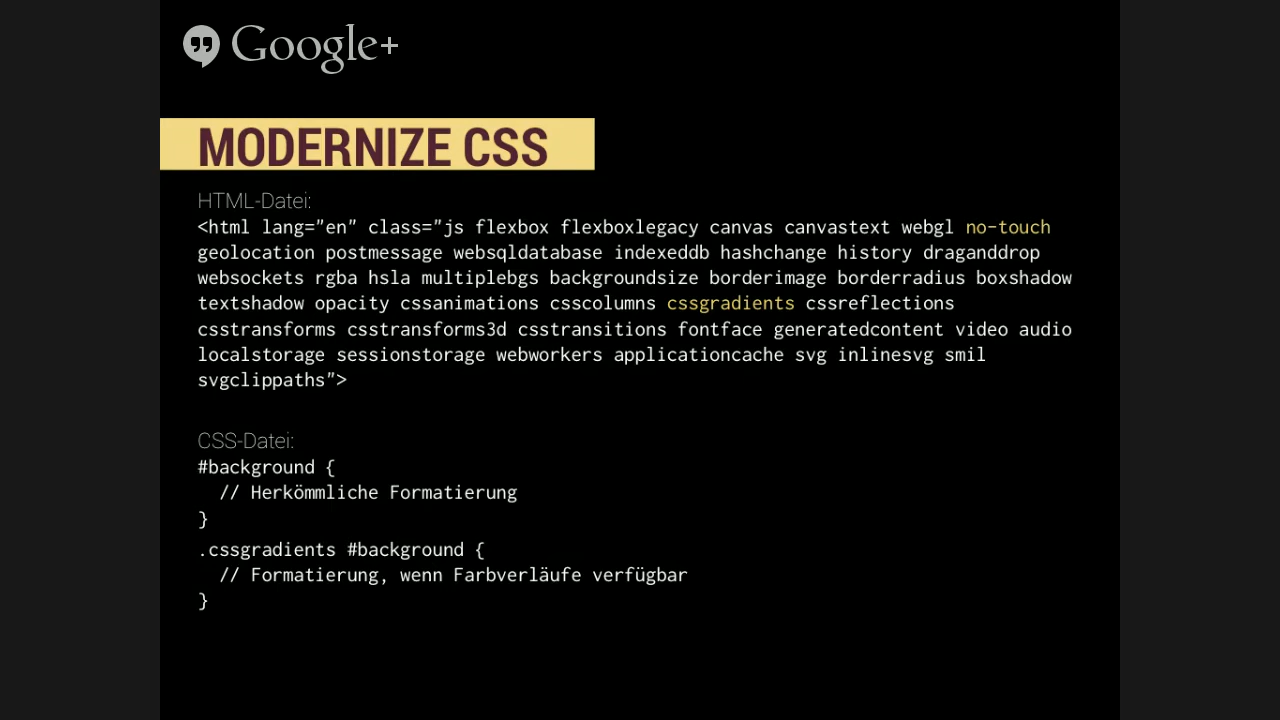 Google+
MODERNIZE CSS
HTML-Datei:
<html lang="en" class="js flexbox flexboxlegacy canvas canvastext webgl no-touch
geolocation postmessage websqldatabase indexeddb hashchange history draganddrop
websockets rgba hsla multiplebgs backgroundsize borderimage borderradius boxshadow
textshadow opacity cssanimations csscolumns cssgradients cssreflections
csstransforms csstransforms3d csstransitions fontface generatedcontent video audio
localstorage sessionstorage webworkers applicationcache svg inlinesvg smil
svgclippaths">
CSS-Datei:
#background {
// Herkömmliche Formatierung
}
.cssgradients #background {
// Formatierung, wenn Farbverläufe verfügbar
}